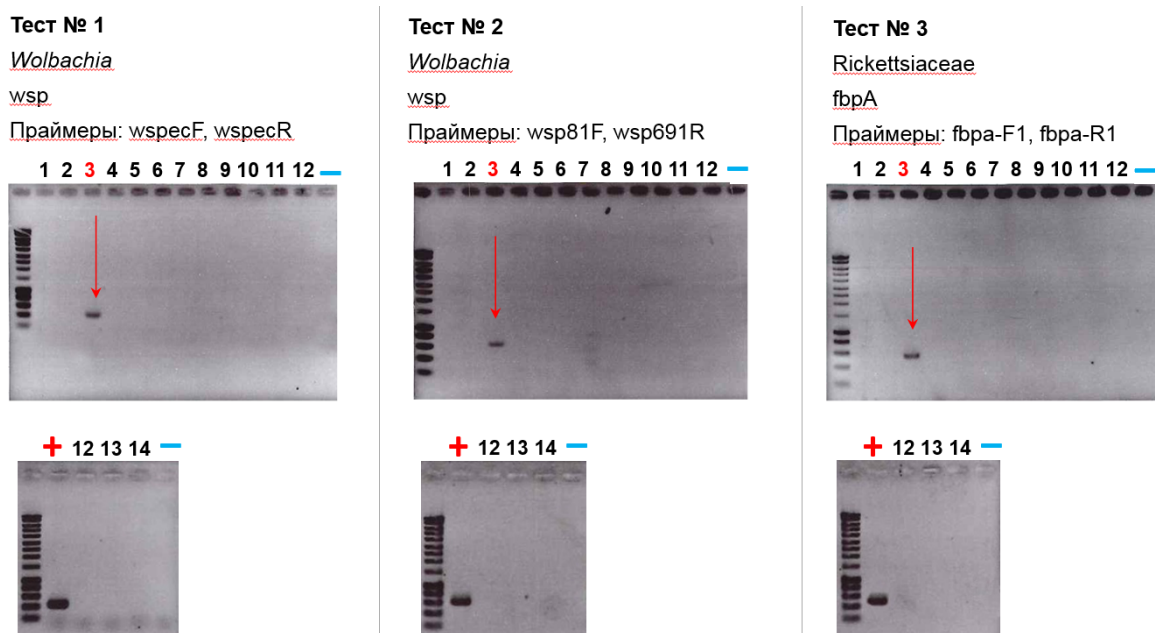 Тест № 1
Wolbachia
wsp
Праймеры: wspecF, wspecR
1 2 3 4 5 6 7 8 9 10 11 12 −
+ 12 13 14 −
Тест № 2
Wolbachia
wsp
Праймеры: wsp81F, wsp691R
1 2 3 4 5 6 7 8 9 10 11 12 −
+ 12 13 14 −
Тест № 3
Rickettsiaceae
fbpA
Праймеры: fbpa-F1, fbpa-R1
1 2 3 4 5 6 7 8 9 10 11 12 −
+ 12 13 14 −